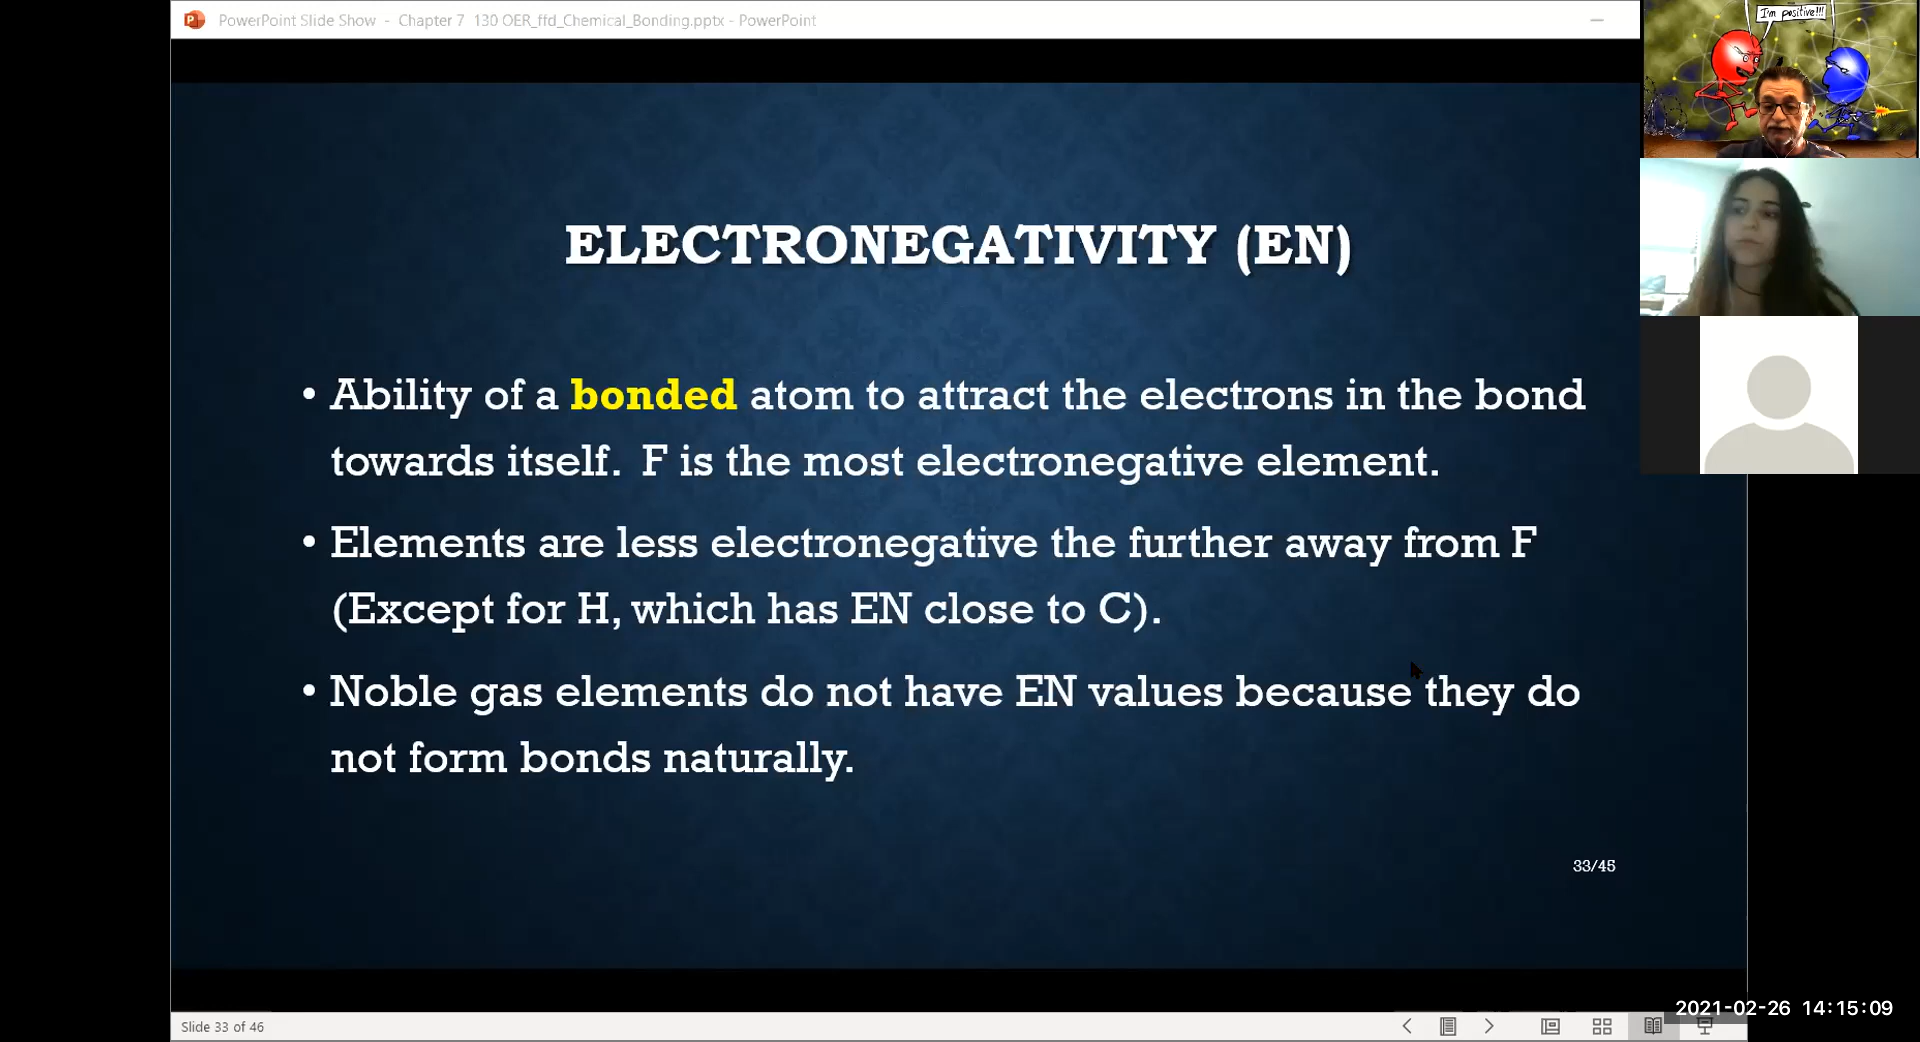 PowerPoint Slide Show - Chapter 7 130 OER_ffd_Chemical_Bonding.pptx - PowerPoint
I'm positive!!!
ELECTRONEGATIVITY (EN)
• Ability of a bonded atom to attract the electrons in the bond
towards itself. F is the most electronegative element.
• Elements are less electronegative the further away from F
(Except for H, which has EN close to C).
• Noble gas elements do not have EN values because they do
not form bonds naturally.
33/45
2021-02-26 14:15:09
Slide 33 of 46